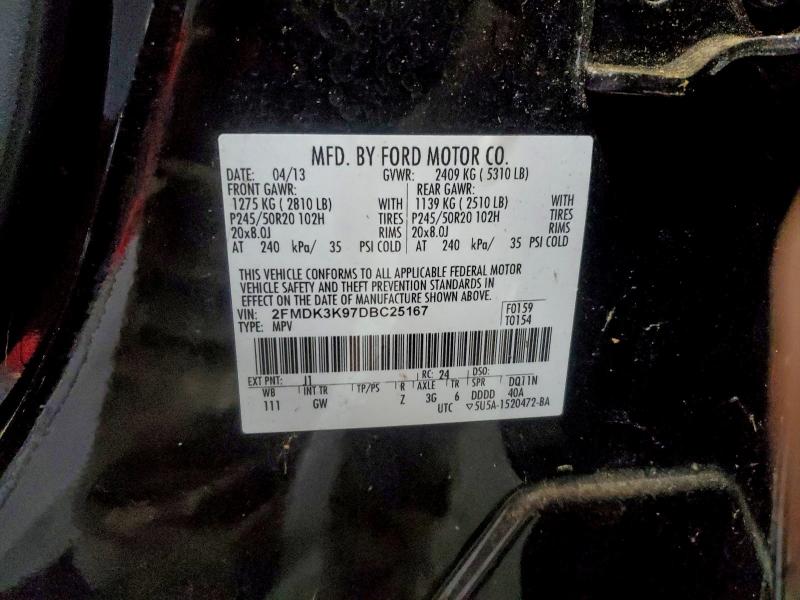 MFD. BY FORD MOTOR CO.
DATE: 04/13 GVWR: 2409 KG ( 5310 LB)
FRONT GAWR: REAR GAWR:
1275 KG ( 2810 LB) WITH 1139 KG ( 2510 LB) WITH
P245/50R20 102H TIRES P245/50R20 102H TIRES
20x8.0J RIMS 20x8.0J RIMS
AT 240 kPa/ 35 PSI COLD AT 240 kPa/ 35 PSI COLD
THIS VEHICLE CONFORMS TO ALL APPLICABLE FEDERAL MOTOR
VEHICLE SAFETY AND THEFT PREVENTION STANDARDS IN
EFFECT ON THE DATE OF MANUFACTURE SHOWN ABOVE.
VIN: 2FMDK3K97DBC25167 F0159
TYPE: MPV T0154
EXT PNT: J1 RC: 24 DSO:
WB INT TR TP/PS R AXLE TR SPR DQ11N
111 GW Z 3G 6 DDDD 40A
UTC ▽5U5A-1520472-BA